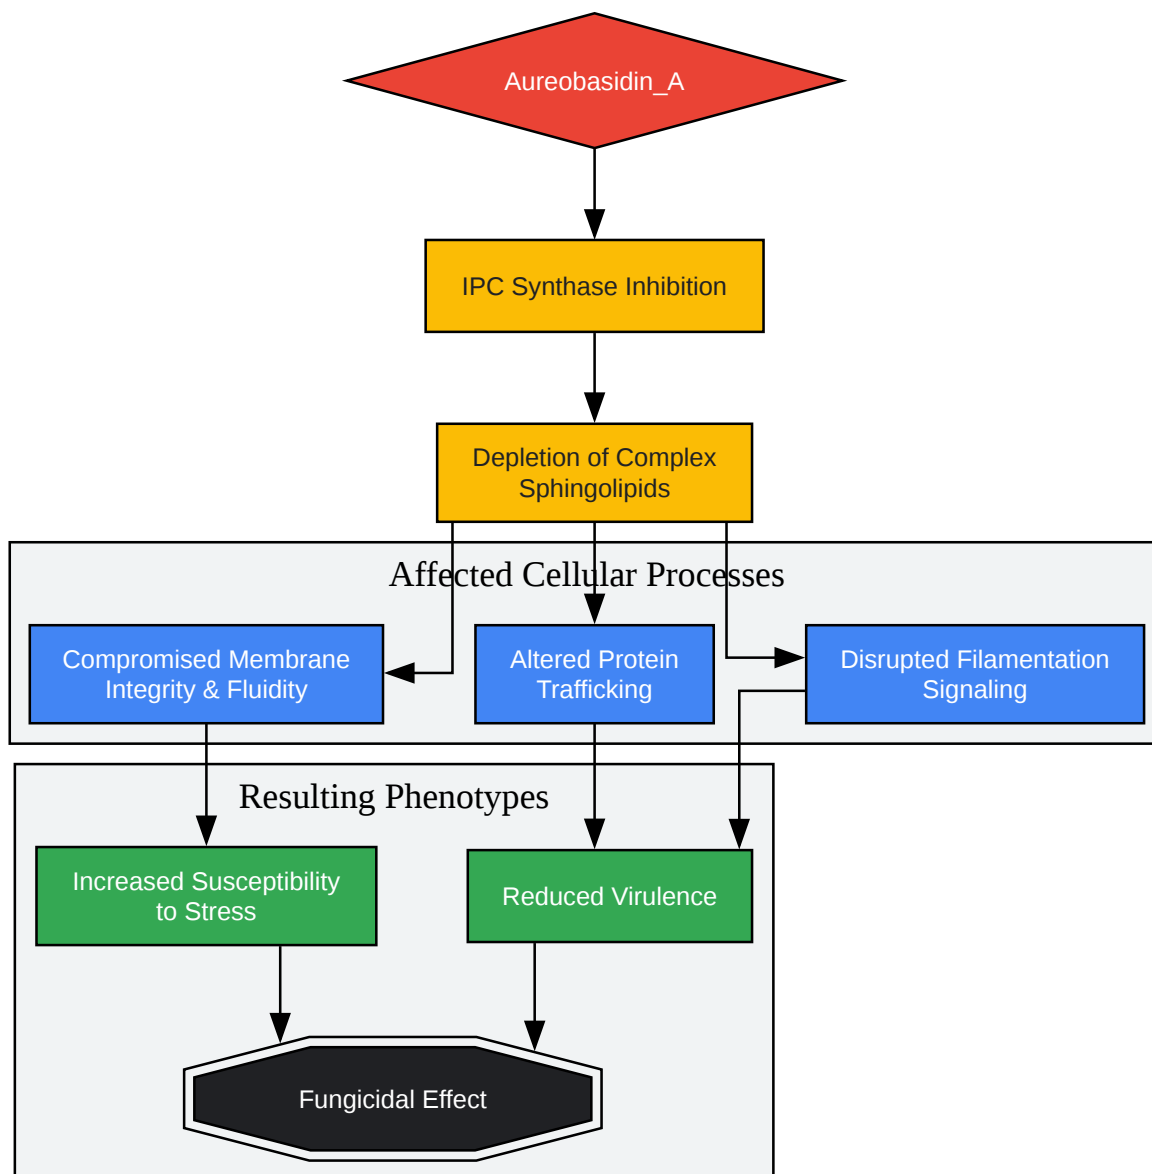 Aureobasidin_A
IPC Synthase Inhibition
Depletion of Complex
Sphingolipids
Affected Cellular Processes
Compromised Membrane
Integrity & Fluidity
Altered Protein
Trafficking
Disrupted Filamentation
Signaling
Resulting Phenotypes
Increased Susceptibility
to Stress
Reduced Virulence
Fungicidal Effect